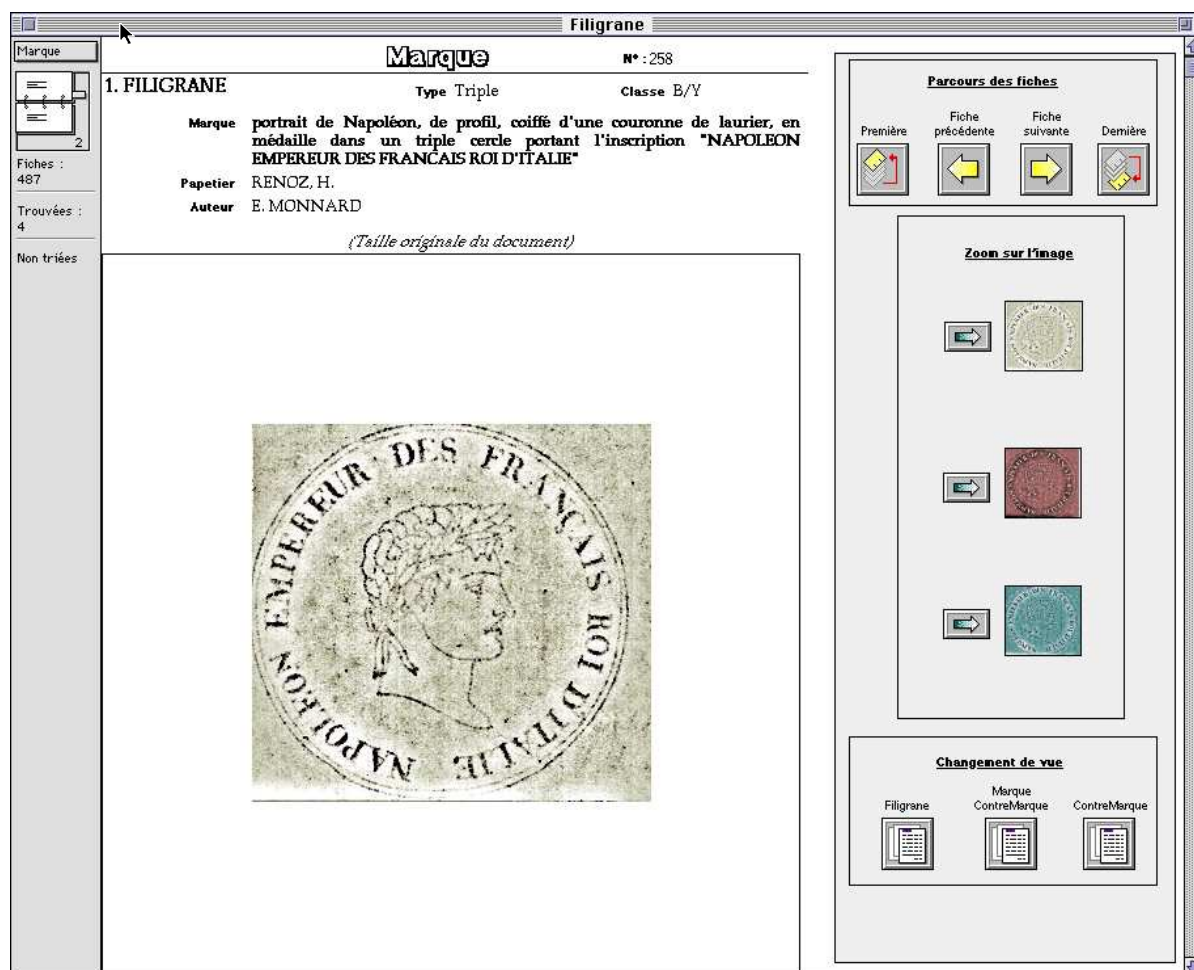 Filigrane
Marque
2
Fiches :
487
Trouvées :
4
Non triées
Marque
N° : 258
1. FILIGRANE
Type Triple
Classe B/Y
Marque portrait de Napoléon, de profil, coiffé d'une couronne de laurier, en
médaille dans un triple cercle portant l'inscription "NAPOLEON
EMPEREUR DES FRANCAIS ROI D'ITALIE"
Papetier RENOZ, H.
Auteur E. MONNARD
(Taille originale du document)
NAPOLEON EMPEREUR DES FRANÇAIS ROI D'ITALIE
Parcours des fiches
Première
Fiche
précédente
Fiche
suivante
Dernière
Zoom sur l'image
Changement de vue
Filigrane
Marque
ContreMarque
ContreMarque